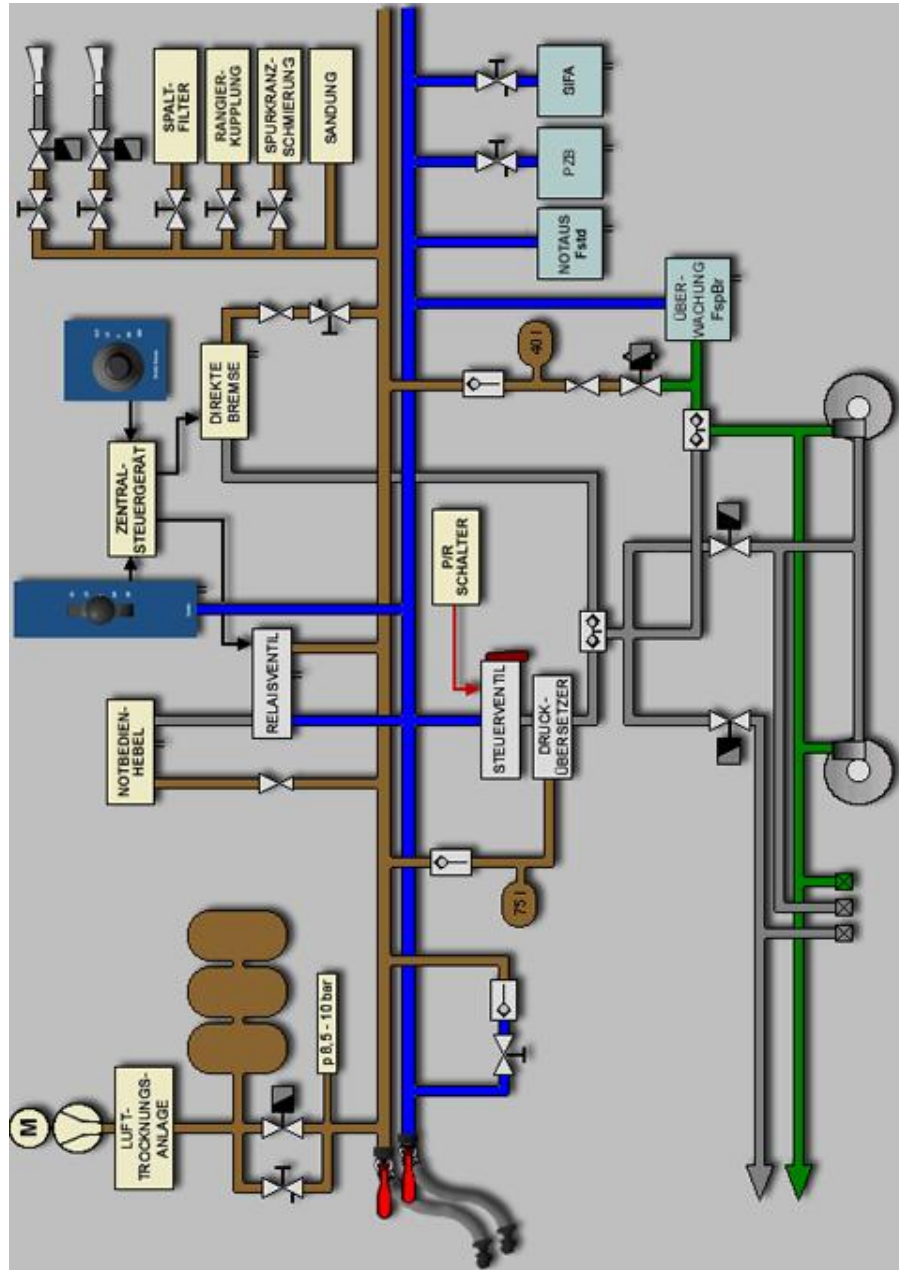 M
LUFT-
TROCKNUNGS-
ANLAGE
p 8,5 - 10 bar
NOTBEDIEN-
HEBEL
ZENTRAL-
STEUERGERÄT
RELAISVENTIL
DIREKTE
BREMSE
SPALT-
FILTER
RANGIER-
KUPPLUNG
SPURKRANZ-
SCHMIERUNG
SANDUNG
75 l
P/R
SCHALTER
STEUERVENTIL
DRUCK-
ÜBERSETZER
40 l
SIFA
PZB
NOTAUS
Fstd
ÜBER-
WACHUNG
FspBr